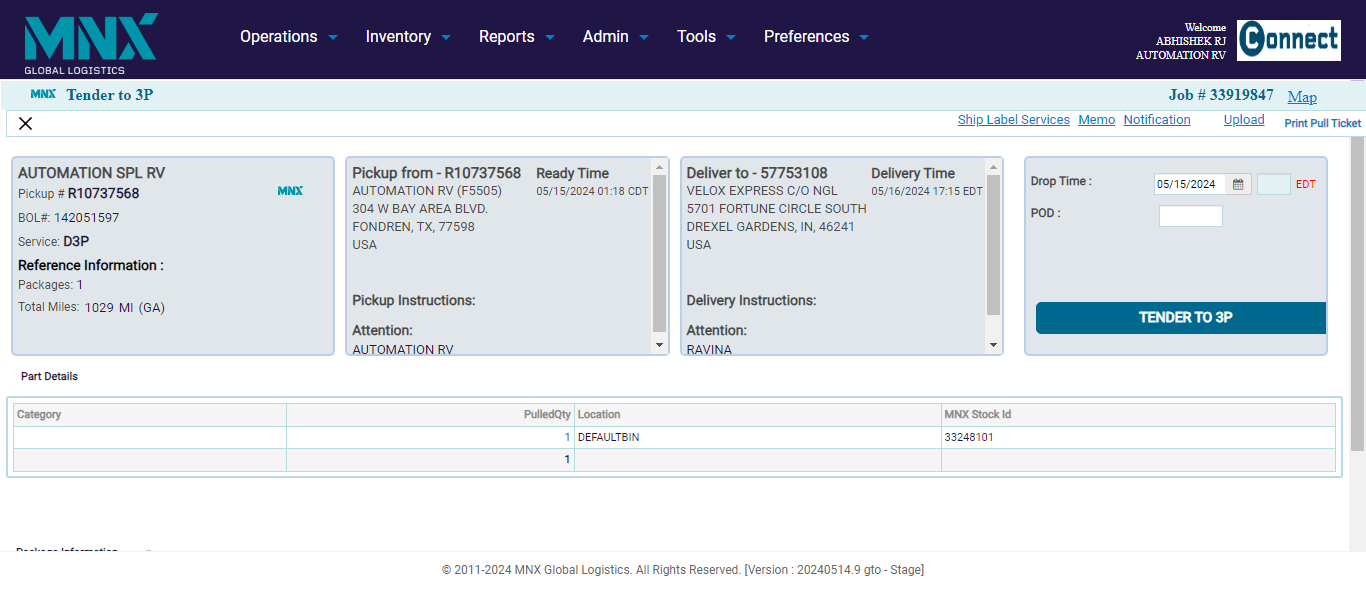 MNX
GLOBAL LOGISTICS
Operations Inventory Reports Admin Tools Preferences
Welcome
ABHISHEK RJ
AUTOMATION RV
Connect
MNX Tender to 3P
Job # 33919847 Map
Ship Label Services Memo Notification Upload Print Pull Ticket
AUTOMATION SPL RV
Pickup # R10737568
MNX
BOL#: 142051597
Service: D3P
Reference Information :
Packages: 1
Total Miles: 1029 MI (GA)
Pickup from - R10737568
AUTOMATION RV (F5505)
304 W BAY AREA BLVD.
FONDREN, TX, 77598
USA
Ready Time
05/15/2024 01:18 CDT
Pickup Instructions:
Attention:
AUTOMATION RV
Deliver to - 57753108
VELOX EXPRESS C/O NGL
5701 FORTUNE CIRCLE SOUTH
DREXEL GARDENS, IN, 46241
USA
Delivery Time
05/16/2024 17:15 EDT
Delivery Instructions:
Attention:
RAVINA
Drop Time : 05/15/2024 EDT
POD :
TENDER TO 3P
Part Details
Category PulledQty Location MNX Stock Id
1 DEFAULTBIN 33248101
1
Package Information
© 2011-2024 MNX Global Logistics. All Rights Reserved. [Version : 20240514.9 gto - Stage]